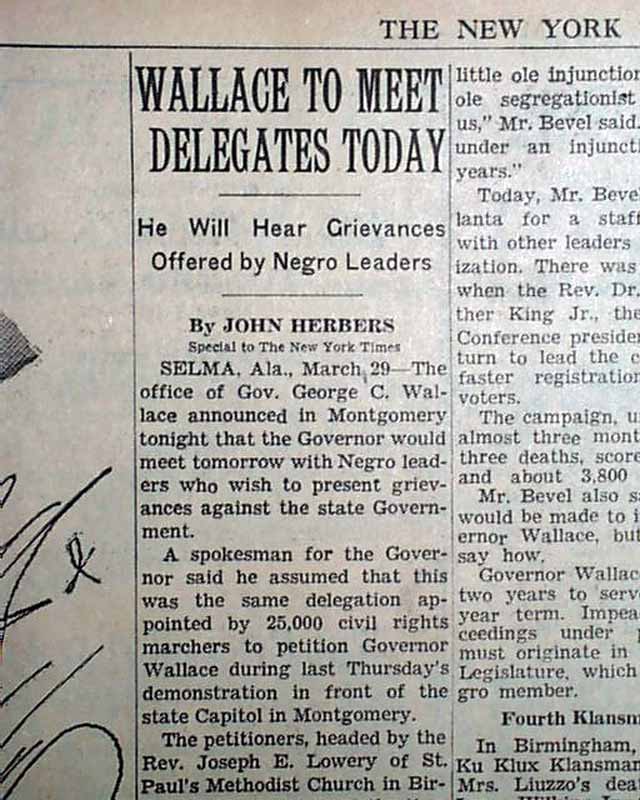 THE NEW YORK
WALLACE TO MEET
DELEGATES TODAY
He Will Hear Grievances
Offered by Negro Leaders
By JOHN HERBERS
Special to The New York Times
SELMA, Ala., March 29—The
office of Gov. George C. Wal-
lace announced in Montgomery
tonight that the Governor would
meet tomorrow with Negro lead-
ers who wish to present griev-
ances against the state Govern-
ment.
A spokesman for the Gover-
nor said he assumed that this
was the same delegation ap-
pointed by 25,000 civil rights
marchers to petition Governor
Wallace during last Thursday's
demonstration in front of the
state Capitol in Montgomery.
The petitioners, headed by the
Rev. Joseph E. Lowery of St.
Paul's Methodist Church in Bir-
little ole injunction
ole segregationist
us," Mr. Bevel said.
under an injuncti
years."
Today, Mr. Beve
lanta for a staff
with other leaders
ization. There was
when the Rev. Dr.
ther King Jr., the
Conference preside
turn to lead the c
faster registration
voters.
The campaign, u
almost three mont
three deaths, score
and about 3,800
Mr. Bevel also s
would be made to i
ernor Wallace, but
say how.
Governor Wallac
two years to serv
year term. Impea
ceedings under
must originate in
Legislature, which
gro member.
Fourth Klansm
In Birmingham,
Ku Klux Klansman
Mrs. Liuzzo's dea